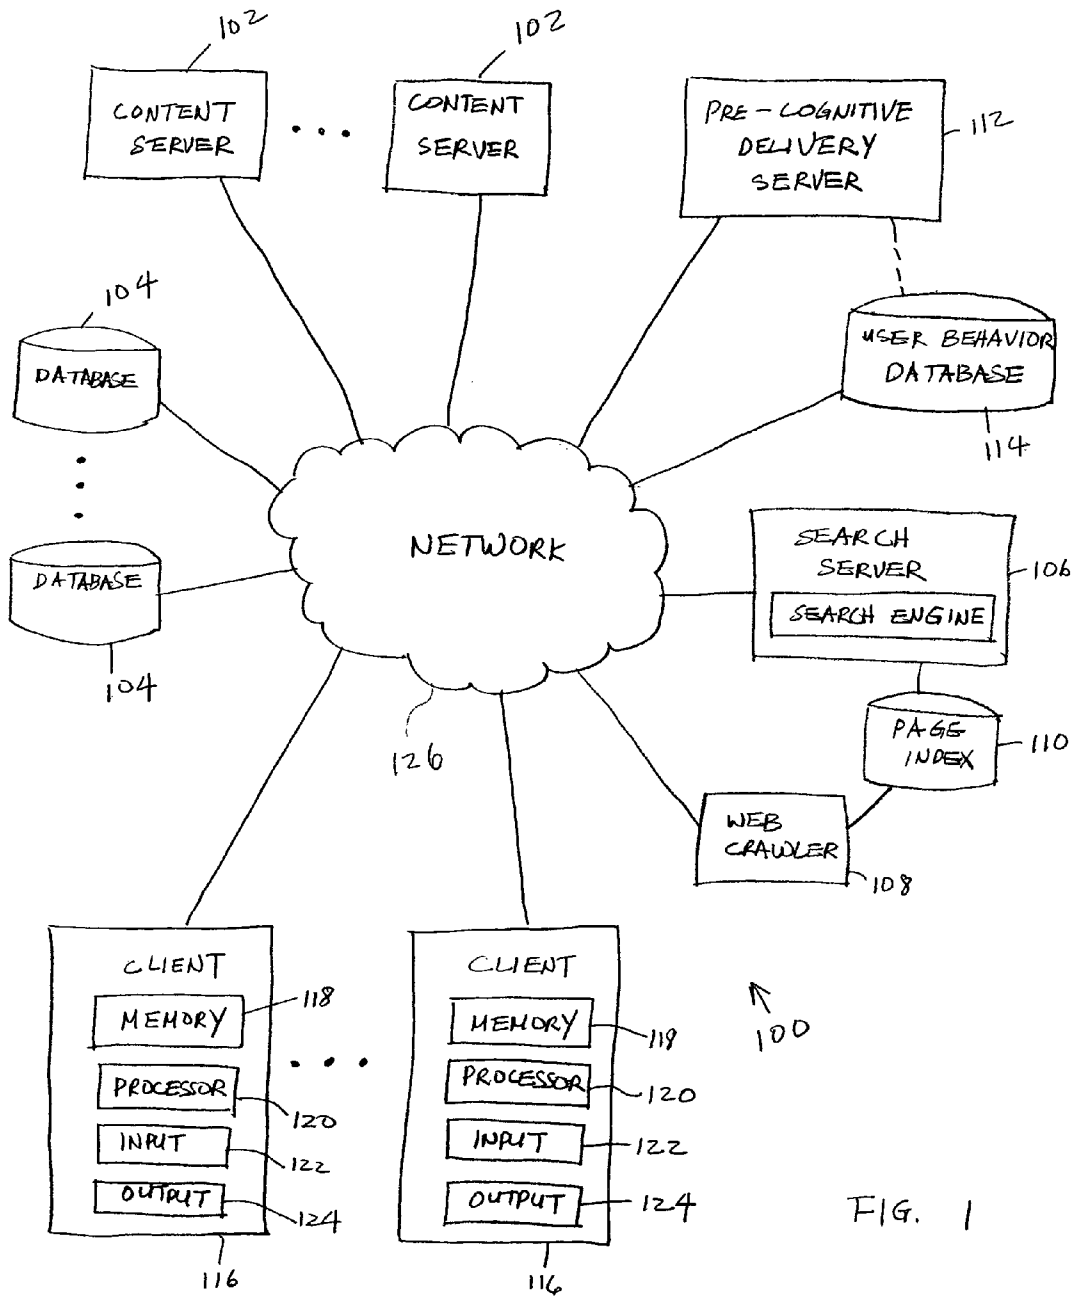 102
102
CONTENT
SERVER
CONTENT
SERVER
PRE-COGNITIVE
DELIVERY
SERVER
112
104
DATABASE
USER BEHAVIOR
DATABASE
114
NETWORK
SEARCH
SERVER
SEARCH ENGINE
106
DATABASE
104
126
PAGE
INDEX
110
WEB
CRAWLER
108
CLIENT
MEMORY
118
PROCESSOR
120
INPUT
122
OUTPUT
124
116
CLIENT
MEMORY
118
PROCESSOR
120
INPUT
122
OUTPUT
124
116
100
FIG. 1